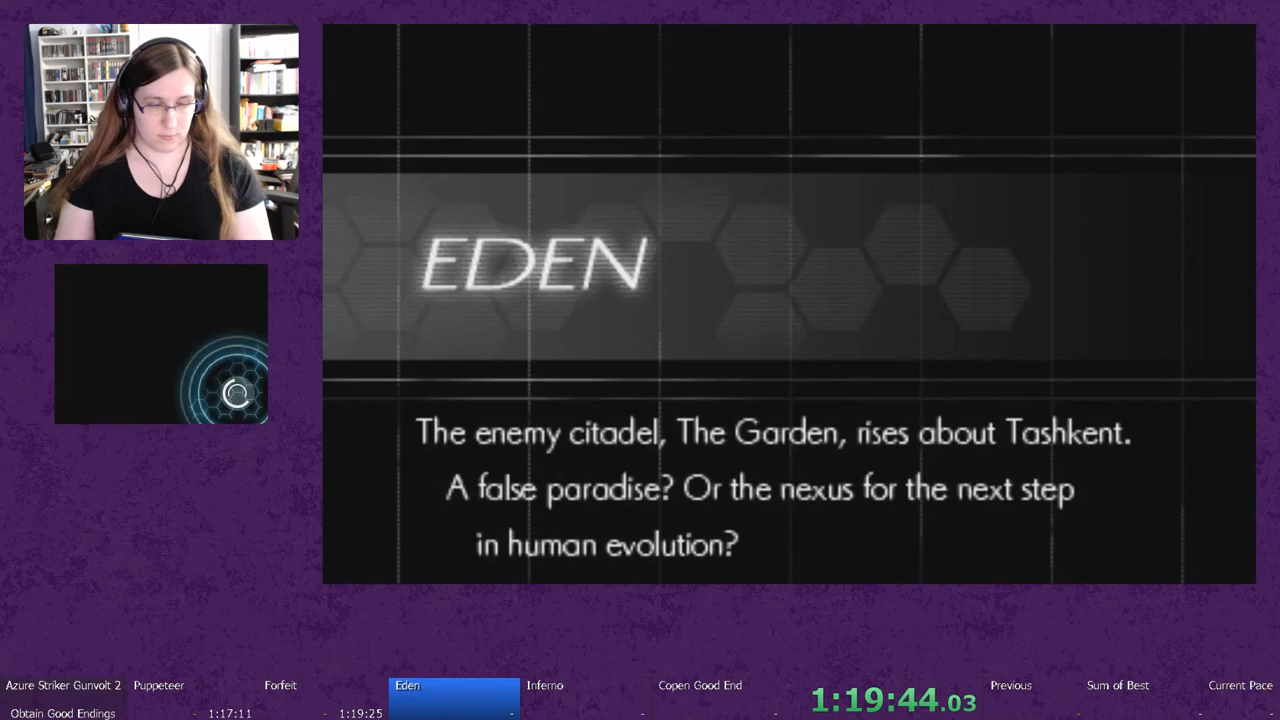 EDEN
The enemy citadel, The Garden, rises about Tashkent.
A false paradise? Or the nexus for the next step
in human evolution?
Azure Striker Gunvolt 2 Puppeteer Forfeit Eden Inferno Copen Good End 1:19:44.03 Previous Sum of Best Current Pace
Obtain Good Endings - 1:17:11 - 1:19:25 - - -